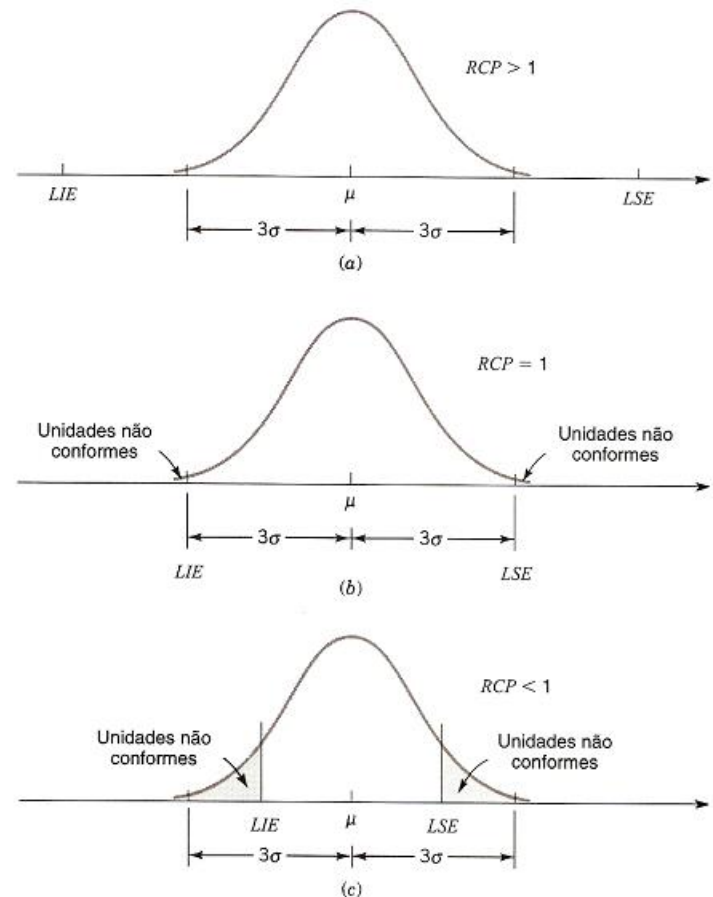 RCP > 1
LIE
μ
LSE
3σ
3σ
(a)
RCP = 1
Unidades não
conformes
Unidades não
conformes
μ
3σ
3σ
LIE
LSE
(b)
RCP < 1
Unidades não
conformes
Unidades não
conformes
LIE
μ
LSE
3σ
3σ
(c)